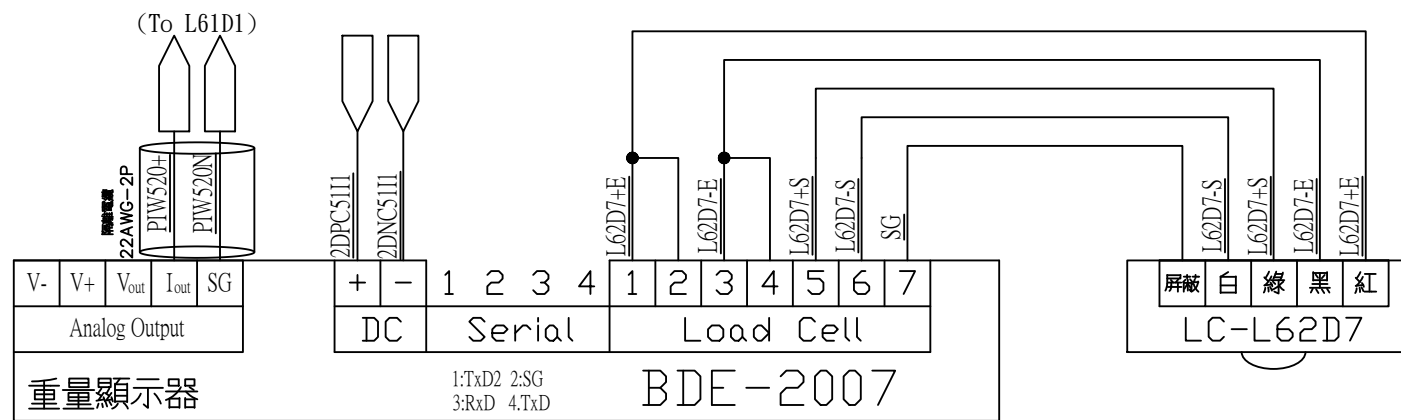 (To L61D1)
隔離電纜
22AWG-2P
PIW520+
PIW520N
2DPC51I1
2DNC51I1
L62D7+E
L62D7-E
L62D7+S
L62D7-S
SG
L62D7-S
L62D7+S
L62D7-E
L62D7+E
V- V+ Vout Iout SG
+ - 1 2 3 4 1 2 3 4 5 6 7
屏蔽 白 綠 黑 紅
Analog Output
DC Serial Load Cell
LC-L62D7
重量顯示器
1:TxD2 2:SG
3:RxD 4.TxD
BDE-2007